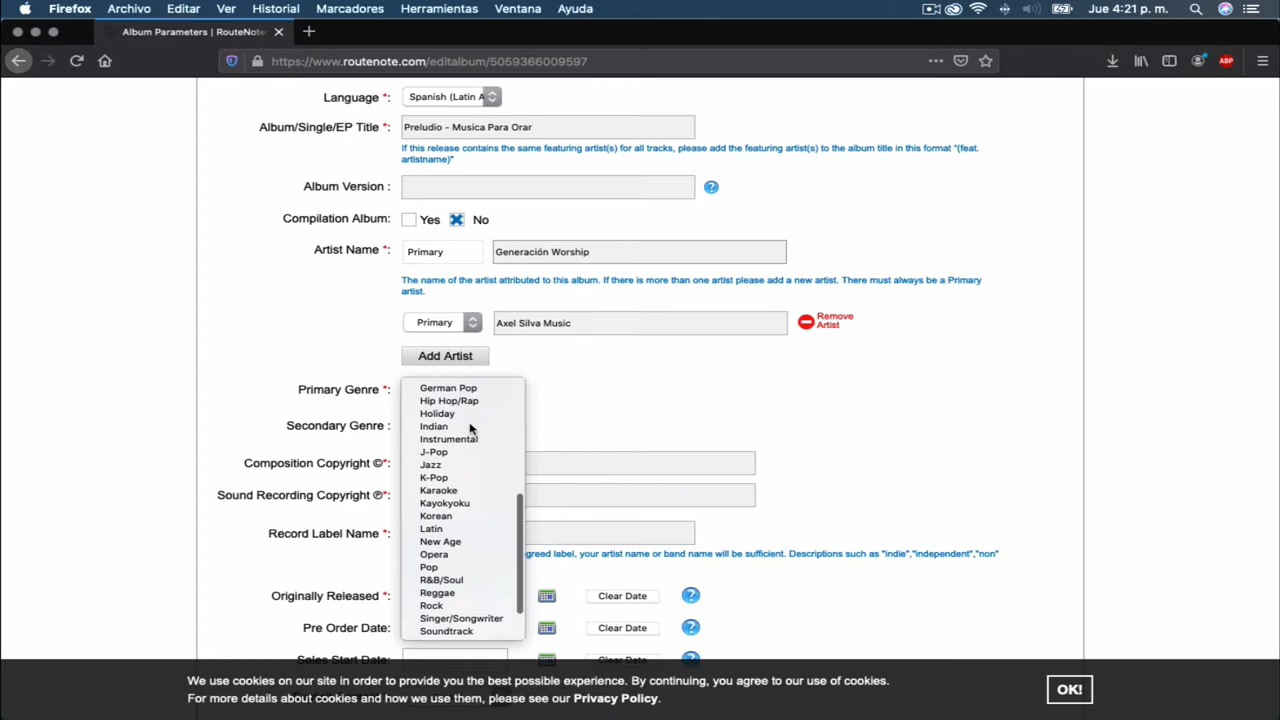 Firefox Archivo Editar Ver Historial Marcadores Herramientas Ventana Ayuda Jue 4:21 p. m.
Album Parameters | RouteNote
https://www.routenote.com/editalbum/5059366009597
ABP
Language *: Spanish (Latin A
Album/Single/EP Title *: Preludio - Musica Para Orar
If this release contains the same featuring artist(s) for all tracks, please add the featuring artist(s) to the album title in this format "(feat.
artistname)"
Album Version : ?
Compilation Album: Yes No
Artist Name *: Primary Generación Worship
The name of the artist attributed to this album. If there is more than one artist please add a new artist. There must always be a Primary
artist.
Primary Axel Silva Music Remove
Artist
Add Artist
Primary Genre *:
German Pop
Hip Hop/Rap
Holiday
Secondary Genre : Indian
Instrumental
J-Pop
Composition Copyright ©*: Jazz
K-Pop
Karaoke
Sound Recording Copyright ℗*:
Kayokyoku
Korean
Latin
Record Label Name *:
New Age
Opera
greed label, your artist name or band name will be sufficient. Descriptions such as "indie","independent","non"
Pop
R&B/Soul
Reggae
Originally Released *: Clear Date ?
Rock
Singer/Songwriter
Pre Order Date: Soundtrack Clear Date ?
Sales Start Date: Clear Date ?
We use cookies on our site in order to provide you the best possible experience. By continuing, you agree to our use of cookies.
For more details about cookies and how we use them, please see our Privacy Policy.
OK!